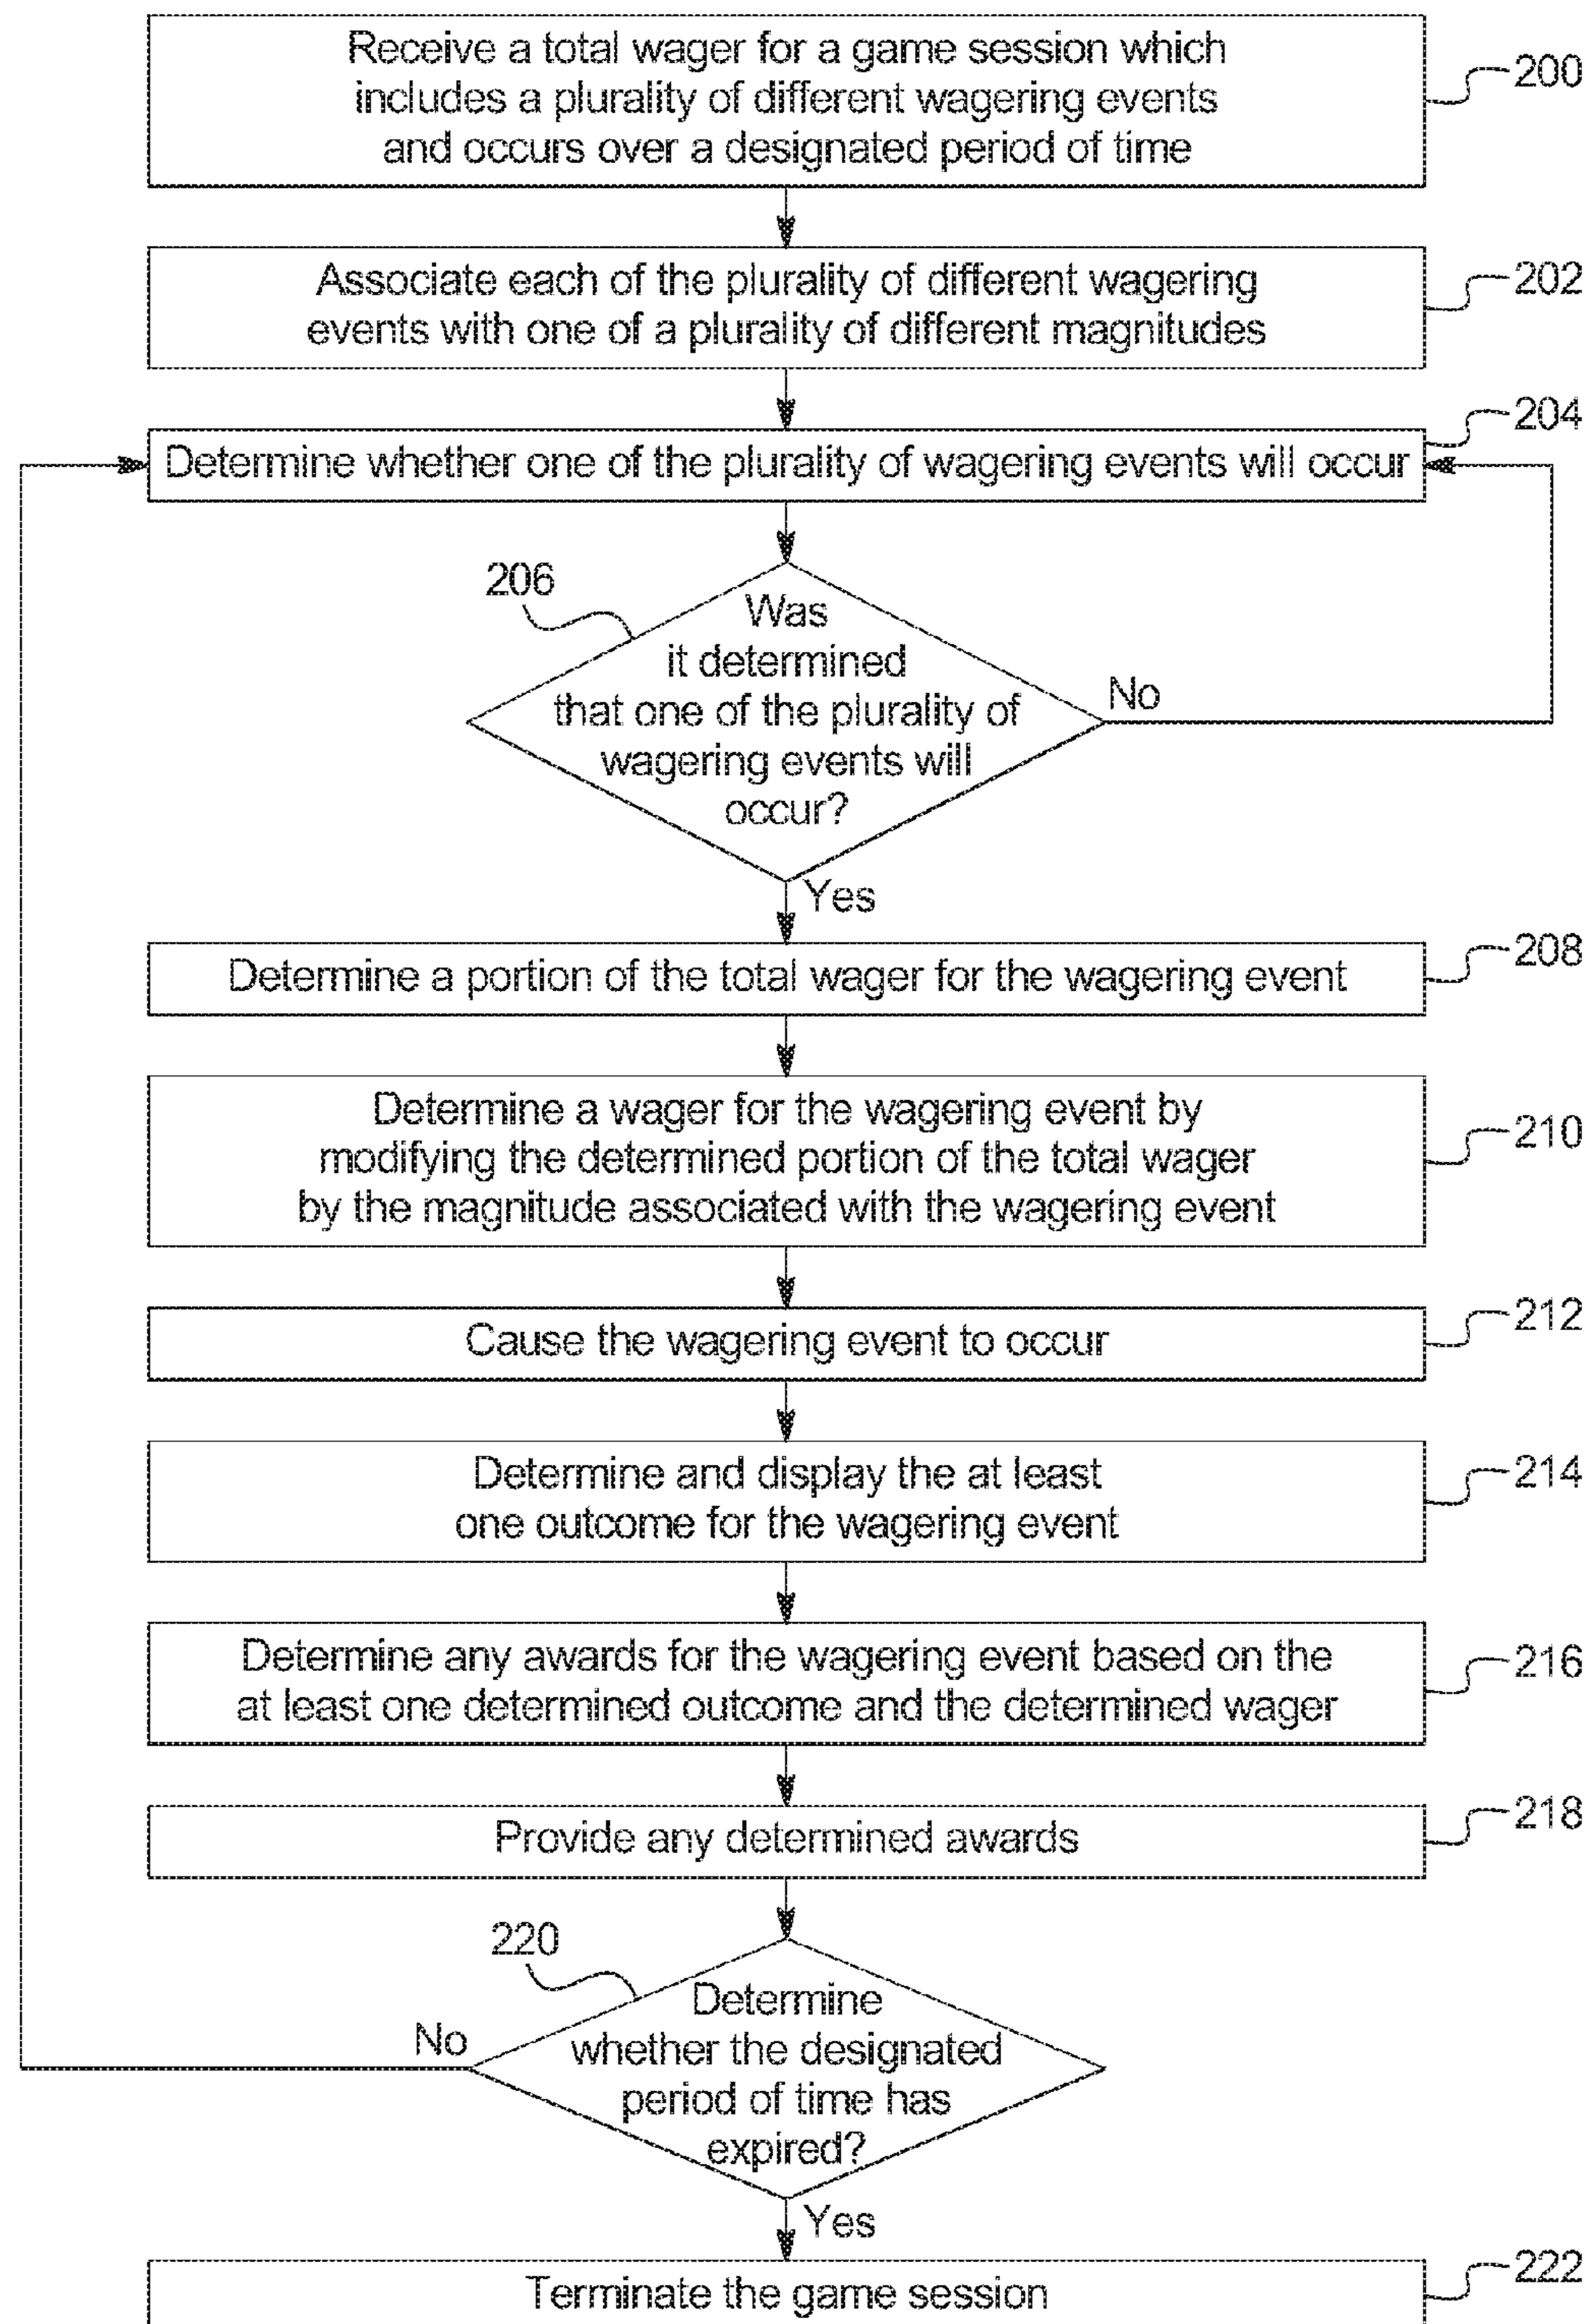 Receive a total wager for a game session which
includes a plurality of different wagering events
and occurs over a designated period of time
200
Associate each of the plurality of different wagering
events with one of a plurality of different magnitudes
202
204
Determine whether one of the plurality of wagering events will occur
206
Was
it determined
that one of the plurality of
wagering events will
occur?
No
Yes
208
Determine a portion of the total wager for the wagering event
Determine a wager for the wagering event by
modifying the determined portion of the total wager
by the magnitude associated with the wagering event
210
212
Cause the wagering event to occur
Determine and display the at least
one outcome for the wagering event
214
Determine any awards for the wagering event based on the
at least one determined outcome and the determined wager
216
218
Provide any determined awards
220
Determine
whether the designated
period of time has
expired?
No
Yes
222
Terminate the game session